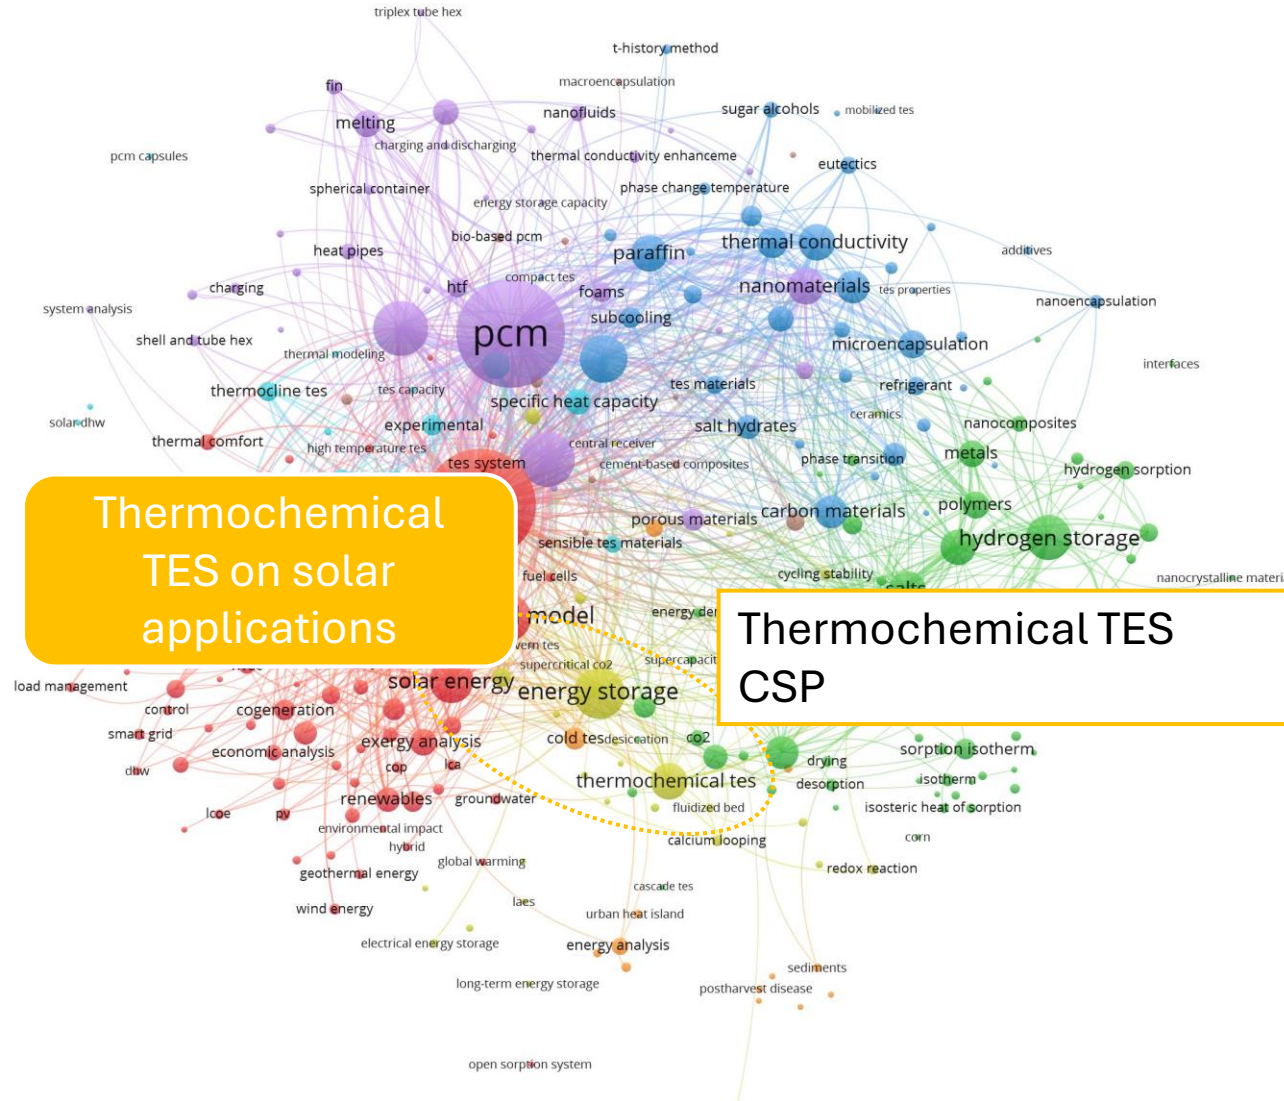 triplex tube hex
t-history method
macroencapsulation
fin
nanofluids
sugar alcohols
mobilized tes
melting
charging and discharging
pcm capsules
thermal conductivity enhanceme
eutectics
spherical container
phase change temperature
energy storage capacity
bio-based pcm
heat pipes
paraffin
thermal conductivity
additives
compact tes
charging
htf
foams
nanomaterials
tes properties
nanoencapsulation
system analysis
subcooling
pcm
shell and tube hex
microencapsulation
thermal modeling
interfaces
thermocline tes
tes capacity
tes materials
refrigerant
specific heat capacity
ceramics
solar dhw
experimental
salt hydrates
nanocomposites
thermal comfort
high temperature tes
central receiver
tes system
cement-based composites
phase transition
metals
hydrogen sorption
Thermochemical
TES on solar
applications
polymers
porous materials
carbon materials
sensible tes materials
hydrogen storage
fuel cells
cycling stability
nanocrystalline materi
salts
model
energy der
Thermochemical TES
CSP
supercritical co2
supercapacit
load management
solar energy
energy storage
control
cogeneration
smart grid
economic analysis
exergy analysis
cold tes
desiccation
co2
sorption isotherm
dhw
cop
lca
drying
thermochemical tes
desorption
isotherm
renewables
groundwater
fluidized bed
isosteric heat of sorption
lcoe
pv
environmental impact
hybrid
calcium looping
corn
global warming
redox reaction
geothermal energy
cascade tes
wind energy
laes
urban heat island
electrical energy storage
energy analysis
sediments
long-term energy storage
postharvest disease
open sorption system